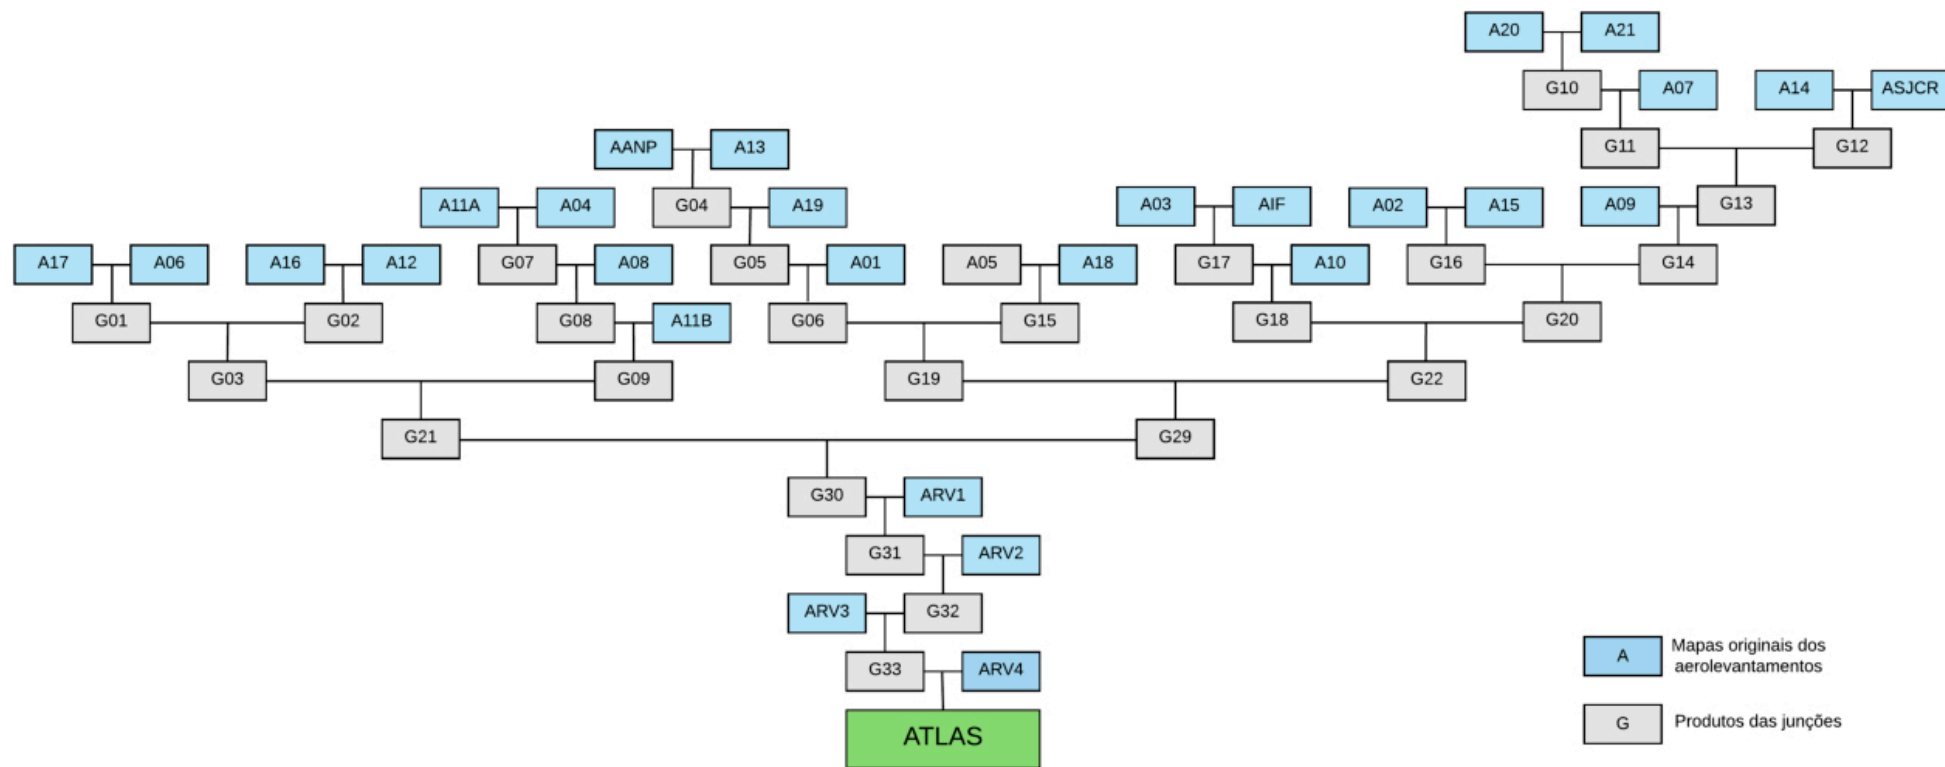 A20
A21
G10
A07
A14
ASJCR
AANP
A13
G11
G12
A11A
A04
G04
A19
A03
AIF
A02
A15
A09
G13
A17
A06
A16
A12
G07
A08
G05
A01
A05
A18
G17
A10
G16
G14
G01
G02
G08
A11B
G06
G15
G18
G20
G03
G09
G19
G22
G21
G29
G30
ARV1
G31
ARV2
ARV3
G32
G33
ARV4
ATLAS
A
Mapas originais dos
aerolevantamentos
G
Produtos das junções